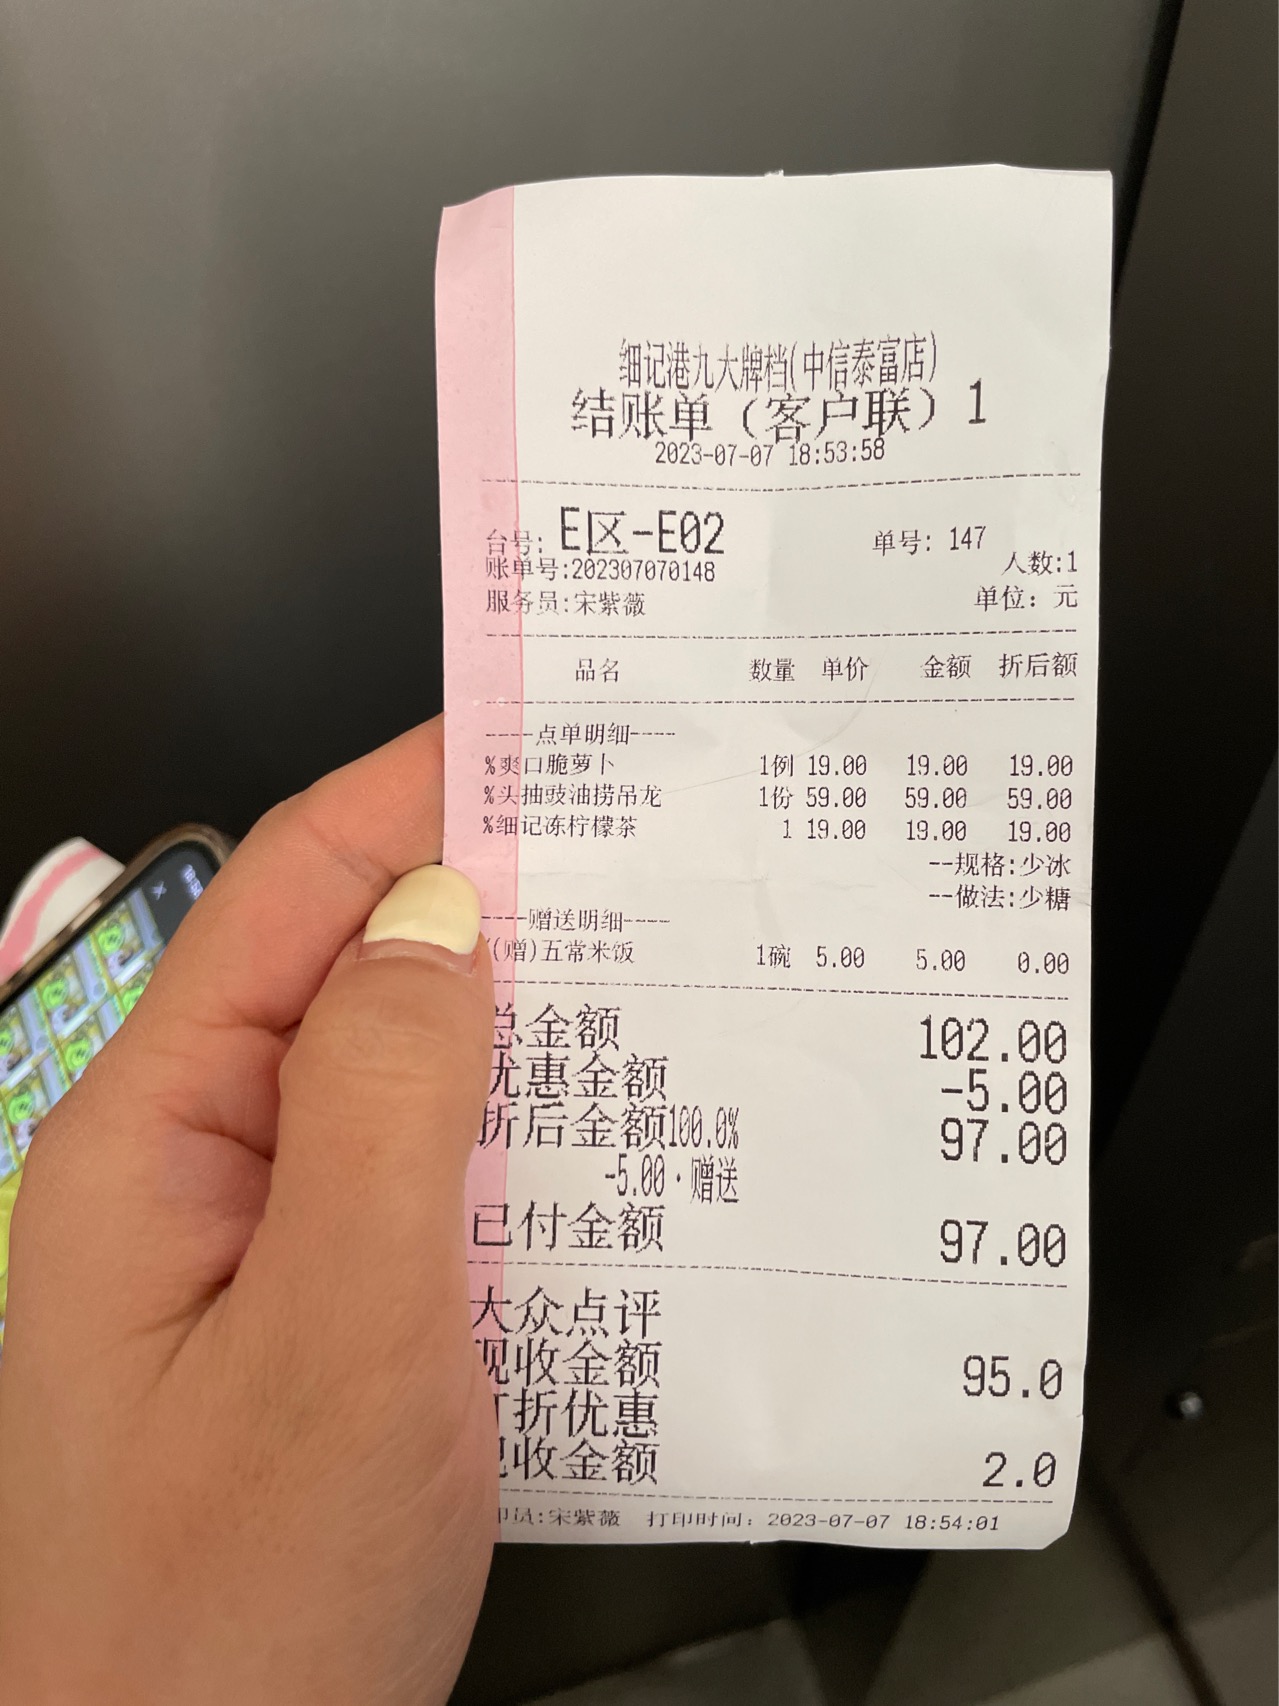 细记港九大牌档(中信泰富店)
结账单（客户联）1
2023-07-07 18:53:58
台号: E区-E02 单号: 147
账单号:202307070148 人数:1
服务员:宋紫薇 单位: 元
品名 数量 单价 金额 折后额
----点单明细----
%爽口脆萝卜 1例 19.00 19.00 19.00
%头抽豉油捞吊龙 1份 59.00 59.00 59.00
%细记冻柠檬茶 1 19.00 19.00 19.00
--规格:少冰
--做法:少糖
----赠送明细----
(赠)五常米饭 1碗 5.00 5.00 0.00
总金额 102.00
优惠金额 -5.00
折后金额100.0% 97.00
-5.00·赠送
已付金额 97.00
大众点评
现收金额 95.0
打折优惠
现收金额 2.0
印员:宋紫薇 打印时间: 2023-07-07 18:54:01